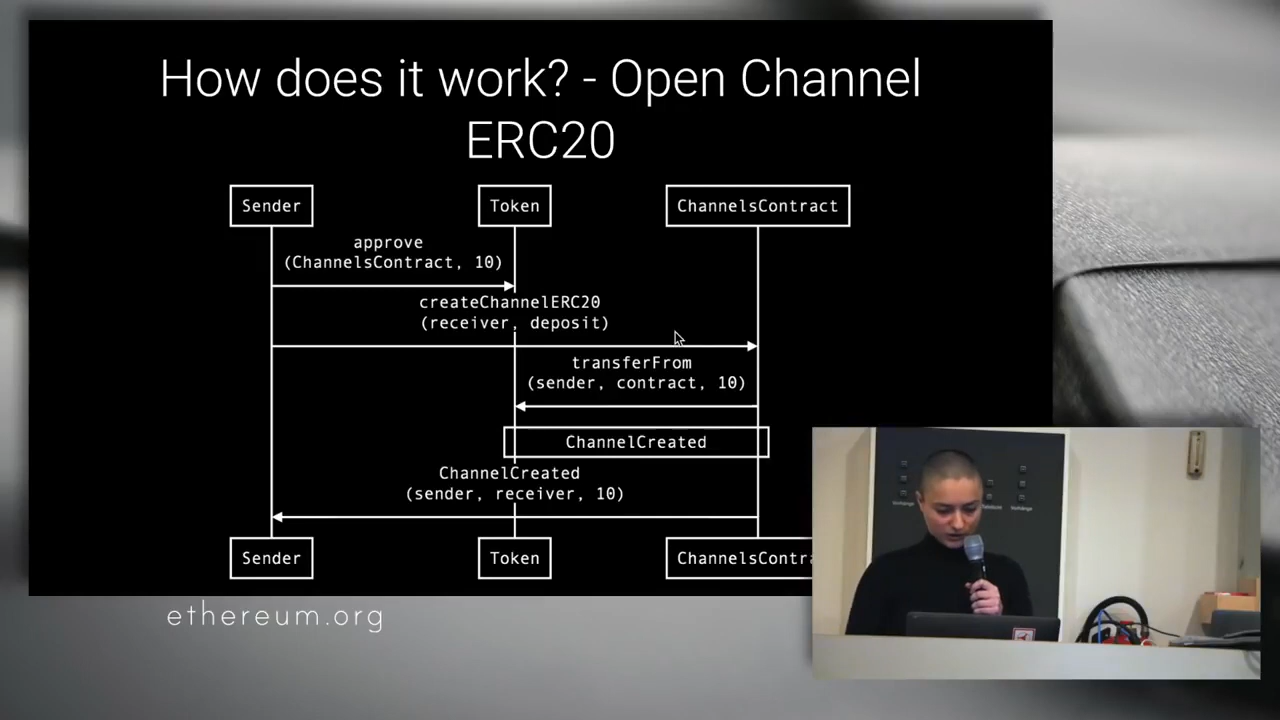 How does it work? - Open Channel
ERC20
Sender
Token
ChannelsContract
approve
(ChannelsContract, 10)
createChannelERC20
(receiver, deposit)
transferFrom
(sender, contract, 10)
ChannelCreated
ChannelCreated
(sender, receiver, 10)
Sender
Token
ChannelsContra
ethereum.org